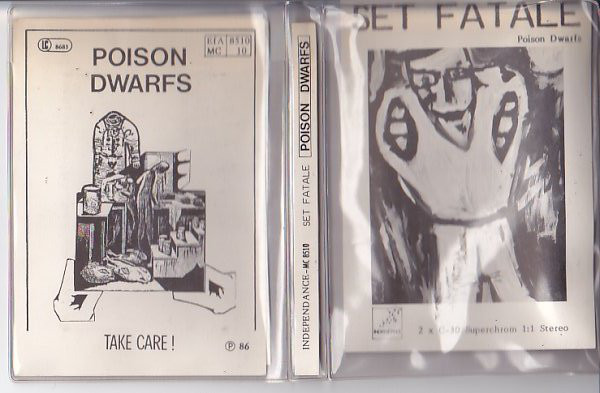 LC 8681
POISON
DWARFS
EFA 8510
MC 10
TAKE CARE !
℗ 86
INDEPENDANCE-MC 8510 SET FATALE POISON DWARFS
SET FATALE
Poison Dwarfs
2 x C-30 Superchrom 1:1 Stereo